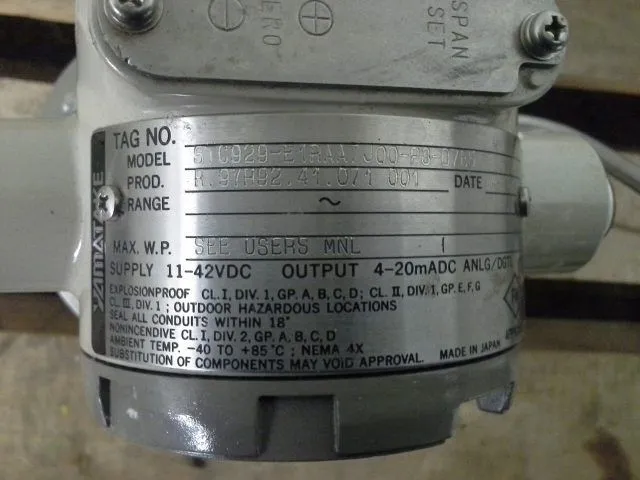 ZERO
SPAN
SET
YAMATAKE
TAG NO.
MODEL
PROD. DATE
RANGE ~
MAX. W.P. SEE USERS MNL
SUPPLY 11-42VDC OUTPUT 4-20mADC ANLG/DGTL
EXPLOSIONPROOF CL.I, DIV.1, GP. A, B, C, D; CL. II, DIV.1, GP. E, F, G
CL. III, DIV.1 ; OUTDOOR HAZARDOUS LOCATIONS
SEAL ALL CONDUITS WITHIN 18"
NONINCENDIVE CL.I, DIV.2, GP. A, B, C, D
AMBIENT TEMP. -40 TO +85°C ; NEMA 4X
SUBSTITUTION OF COMPONENTS MAY VOID APPROVAL. MADE IN JAPAN